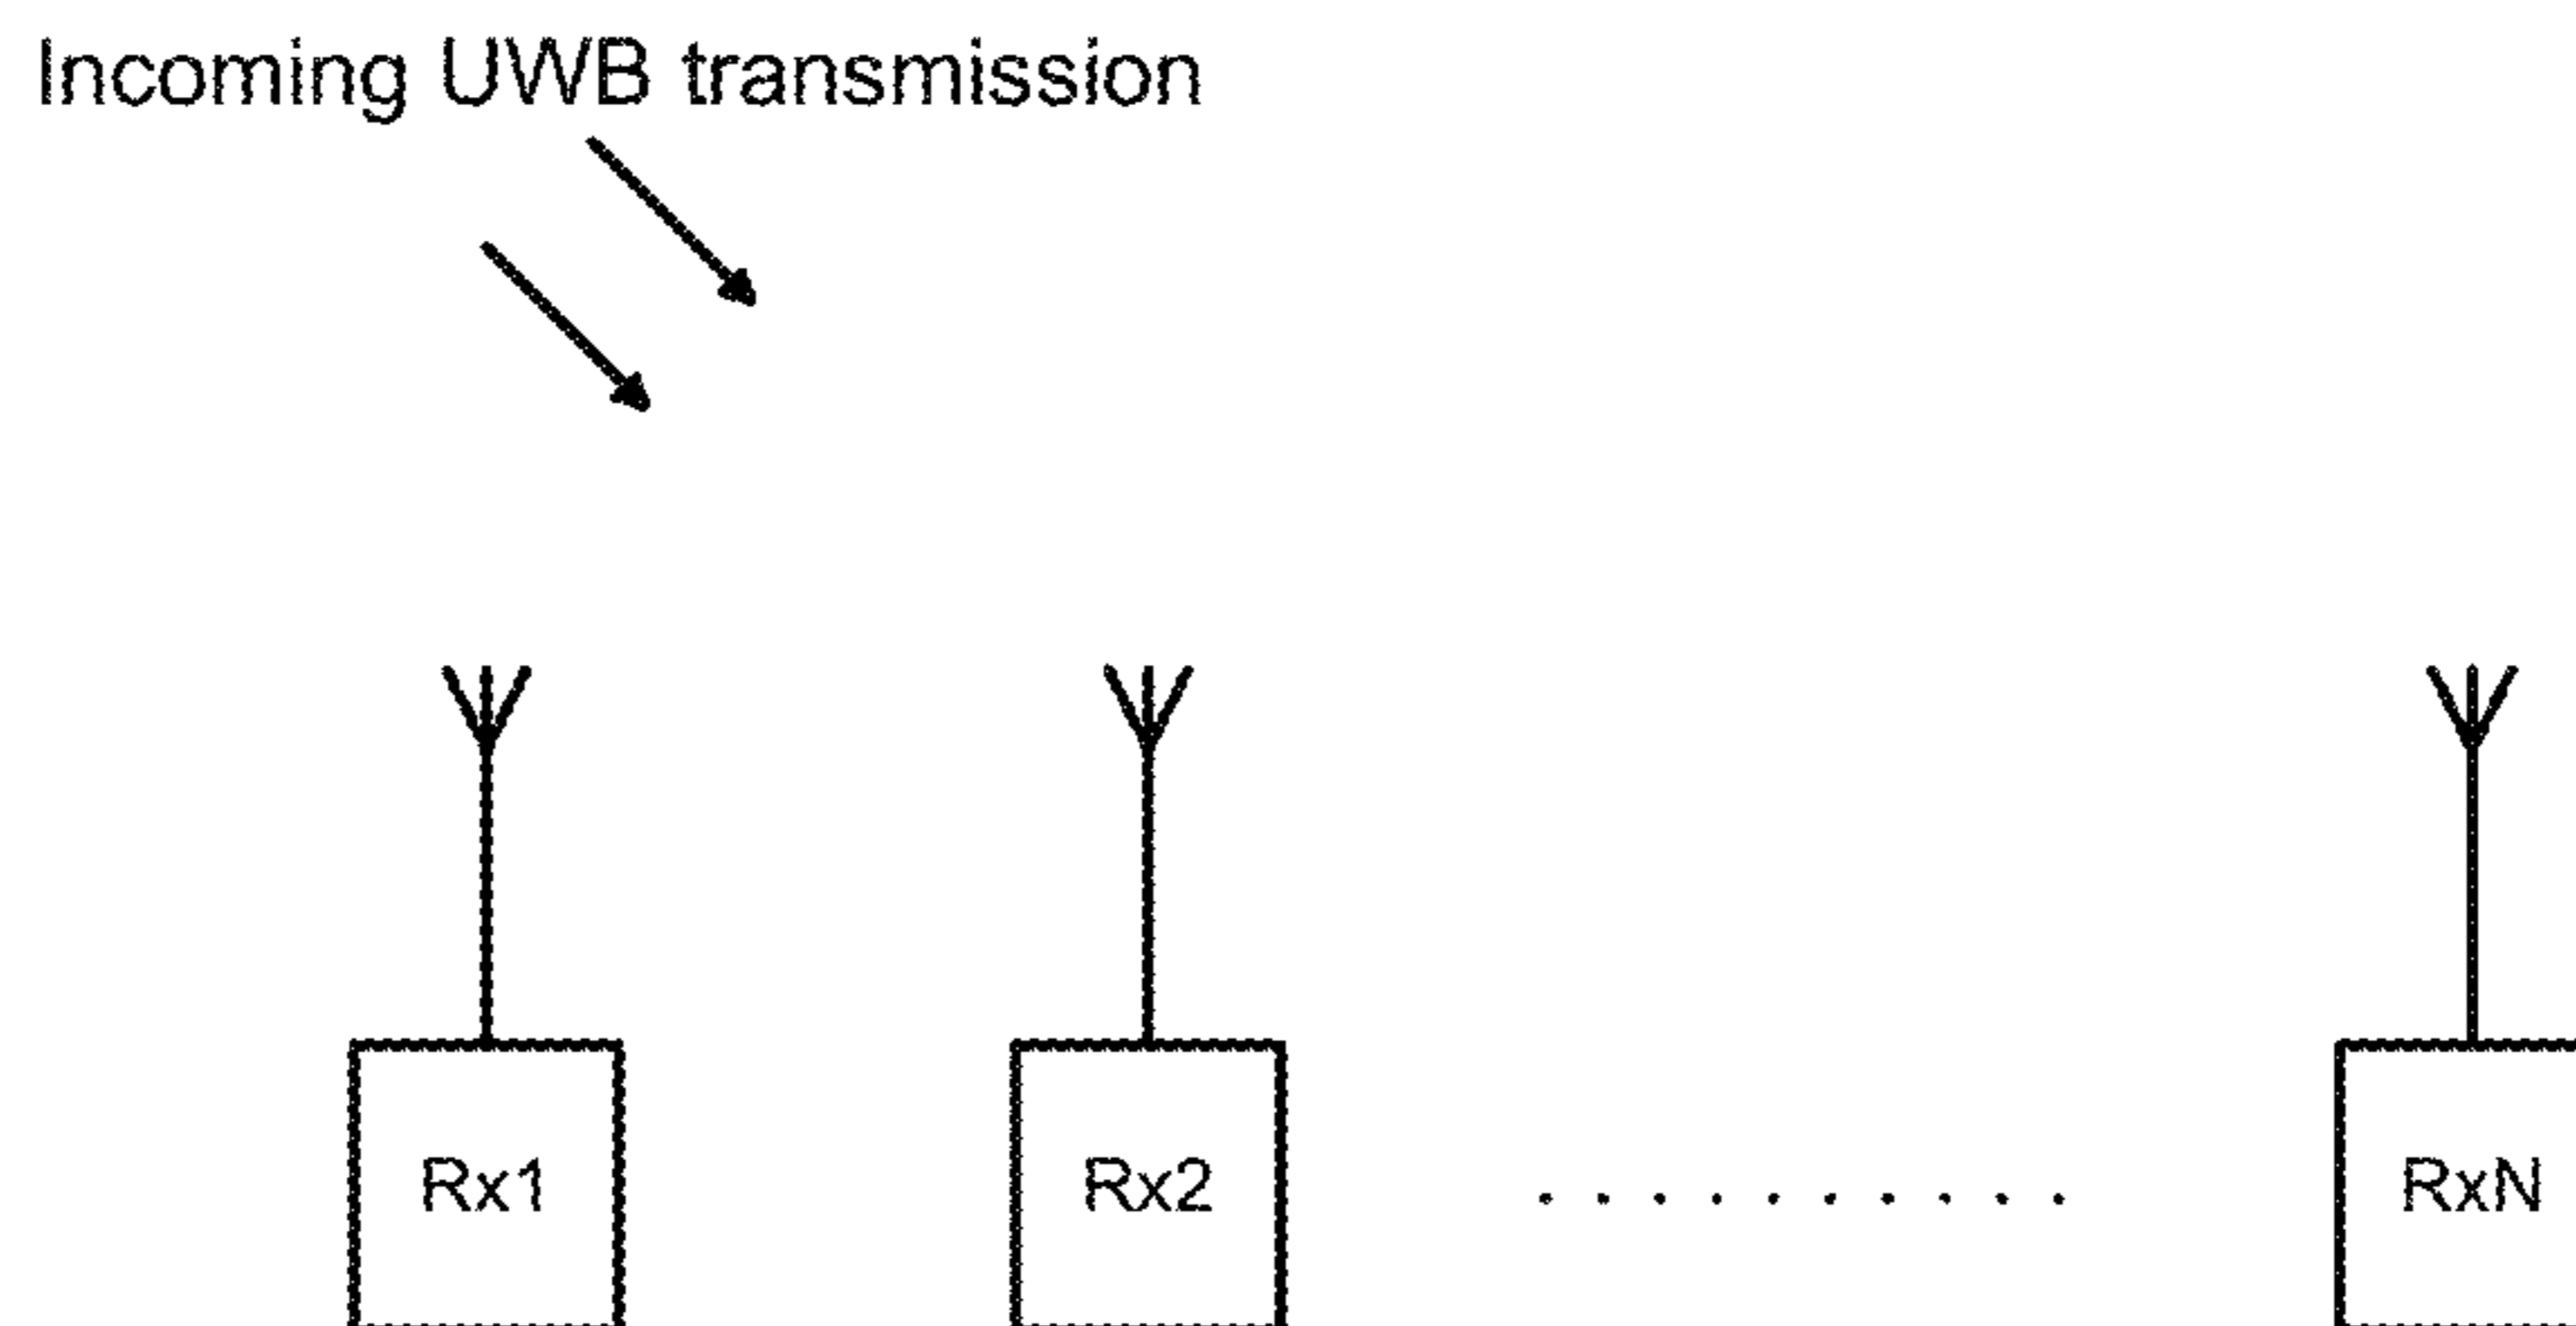 Incoming UWB transmission
Rx1 Rx2 .......... RxN